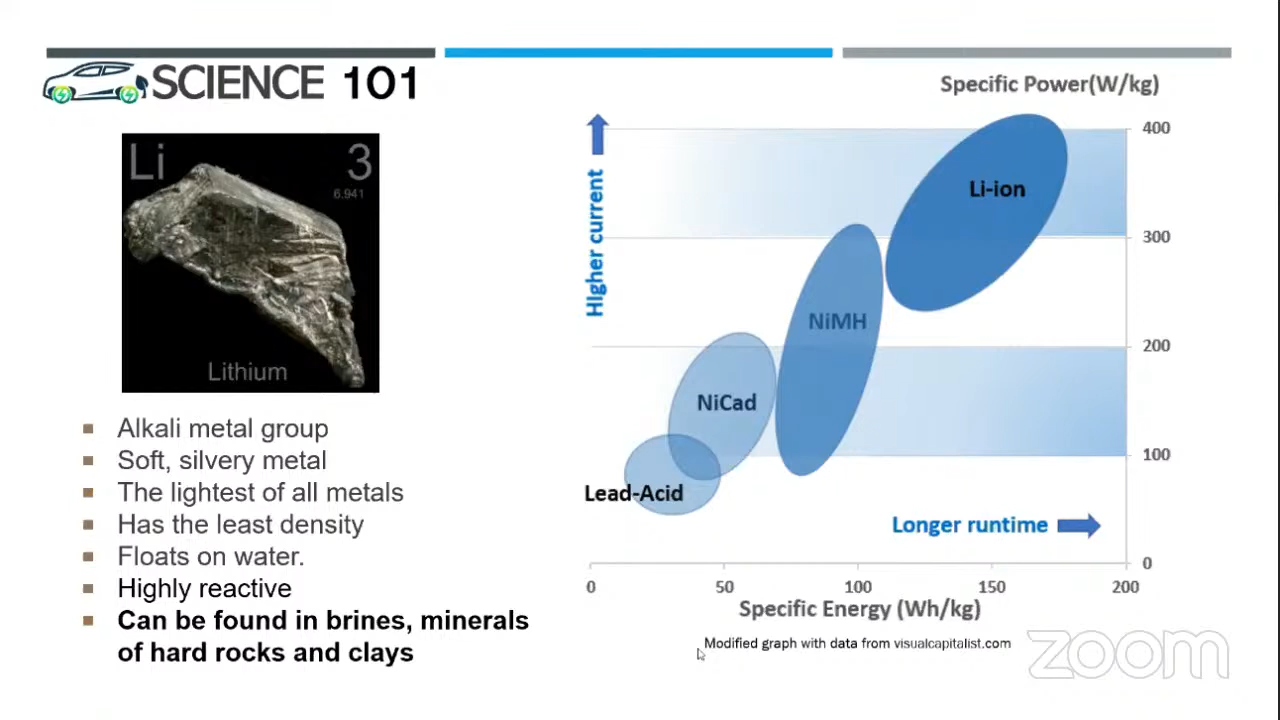 SCIENCE 101
Li 3
6.941
Lithium
Alkali metal group
Soft, silvery metal
The lightest of all metals
Has the least density
Floats on water.
Highly reactive
Can be found in brines, minerals
of hard rocks and clays
Specific Power(W/kg)
Higher current
400
300
200
100
0
Li-ion
NiMH
NiCad
Lead-Acid
Longer runtime
0 50 100 150 200
Specific Energy (Wh/kg)
Modified graph with data from visualcapitalist.com
zoom